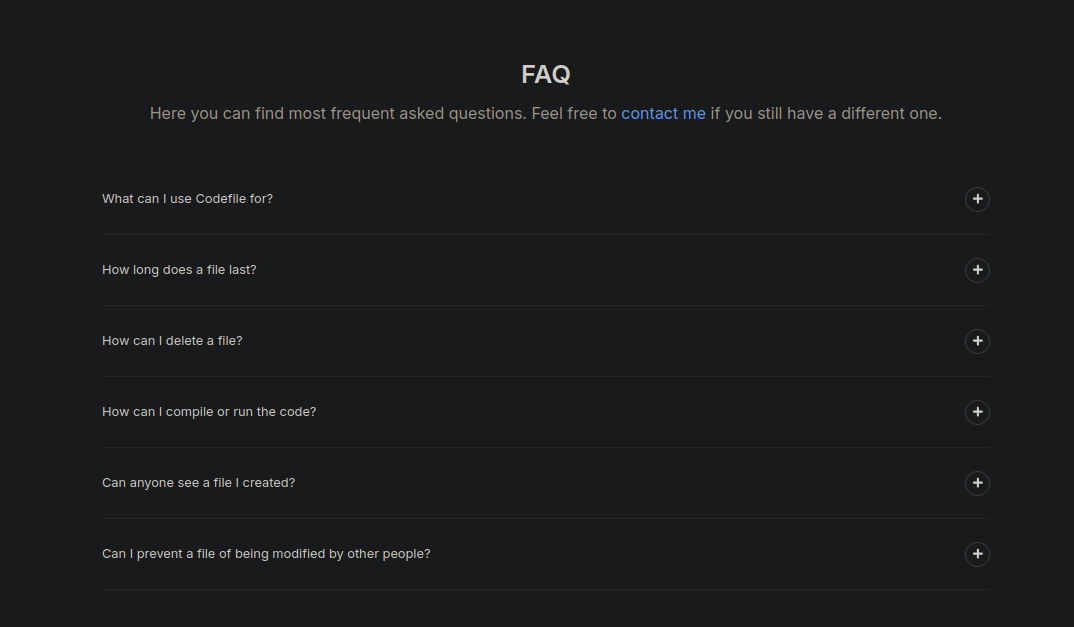 FAQ
Here you can find most frequent asked questions. Feel free to contact me if you still have a different one.
What can I use Codefile for?
How long does a file last?
How can I delete a file?
How can I compile or run the code?
Can anyone see a file I created?
Can I prevent a file of being modified by other people?